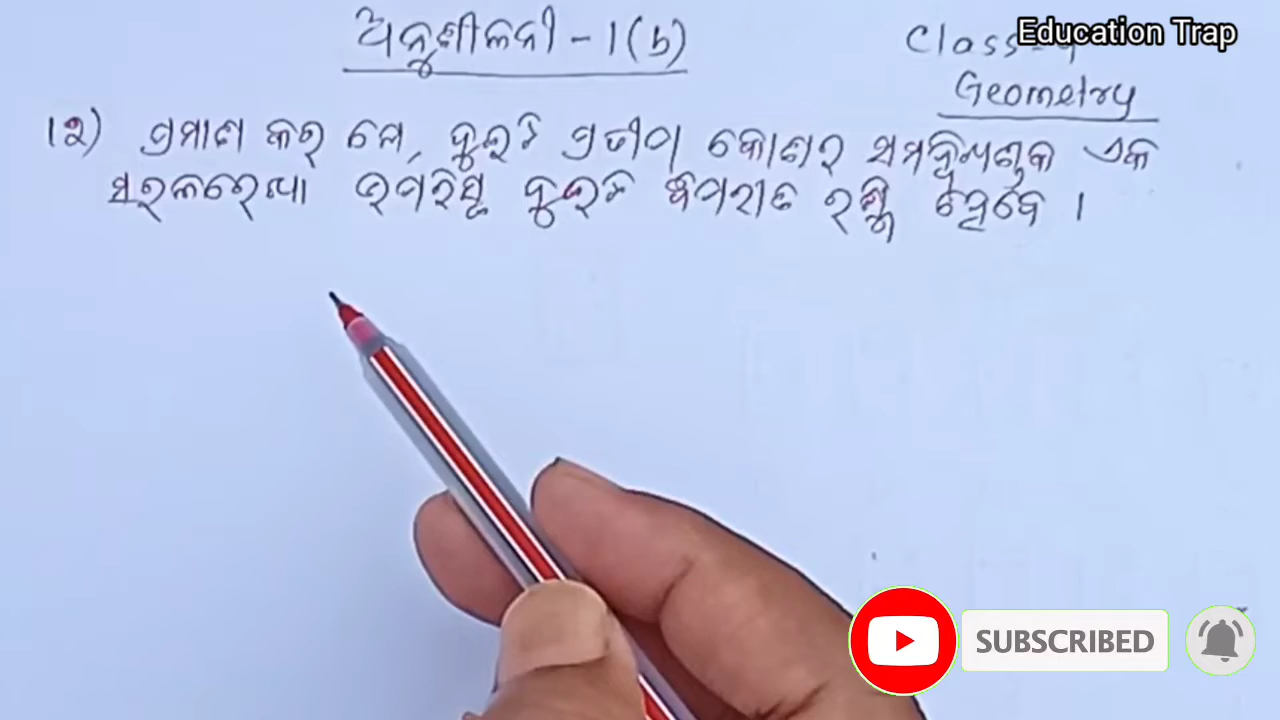 ଅନୁଶୀଳନୀ - 1(b)
Class-9
Education Trap
Geometry
12) ପ୍ରମାଣ କର ଯେ, ଦୁଇଟି ପ୍ରତୀପ କୋଣର ସମଦ୍ବିଖଣ୍ଡକ ଏକ
ସରଳରେଖା ଉପରିସ୍ଥ ଦୁଇଟି ବିପରୀତ ରଶ୍ମି ହେବେ ।
SUBSCRIBED